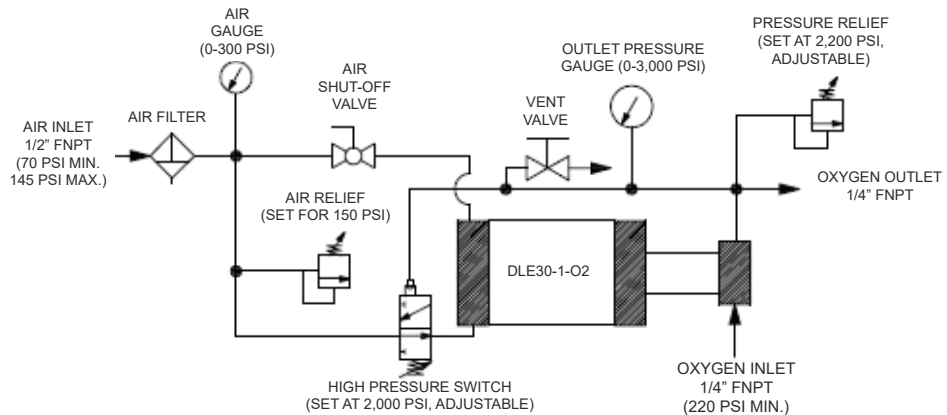 AIR
GAUGE
(0-300 PSI)
PRESSURE RELIEF
(SET AT 2,200 PSI,
ADJUSTABLE)
OUTLET PRESSURE
GAUGE (0-3,000 PSI)
AIR
SHUT-OFF
VALVE
VENT
VALVE
AIR INLET
1/2” FNPT
(70 PSI MIN.
145 PSI MAX.)
AIR FILTER
OXYGEN OUTLET
1/4” FNPT
AIR RELIEF
(SET FOR 150 PSI)
DLE30-1-O2
HIGH PRESSURE SWITCH
(SET AT 2,000 PSI, ADJUSTABLE)
OXYGEN INLET
1/4” FNPT
(220 PSI MIN.)